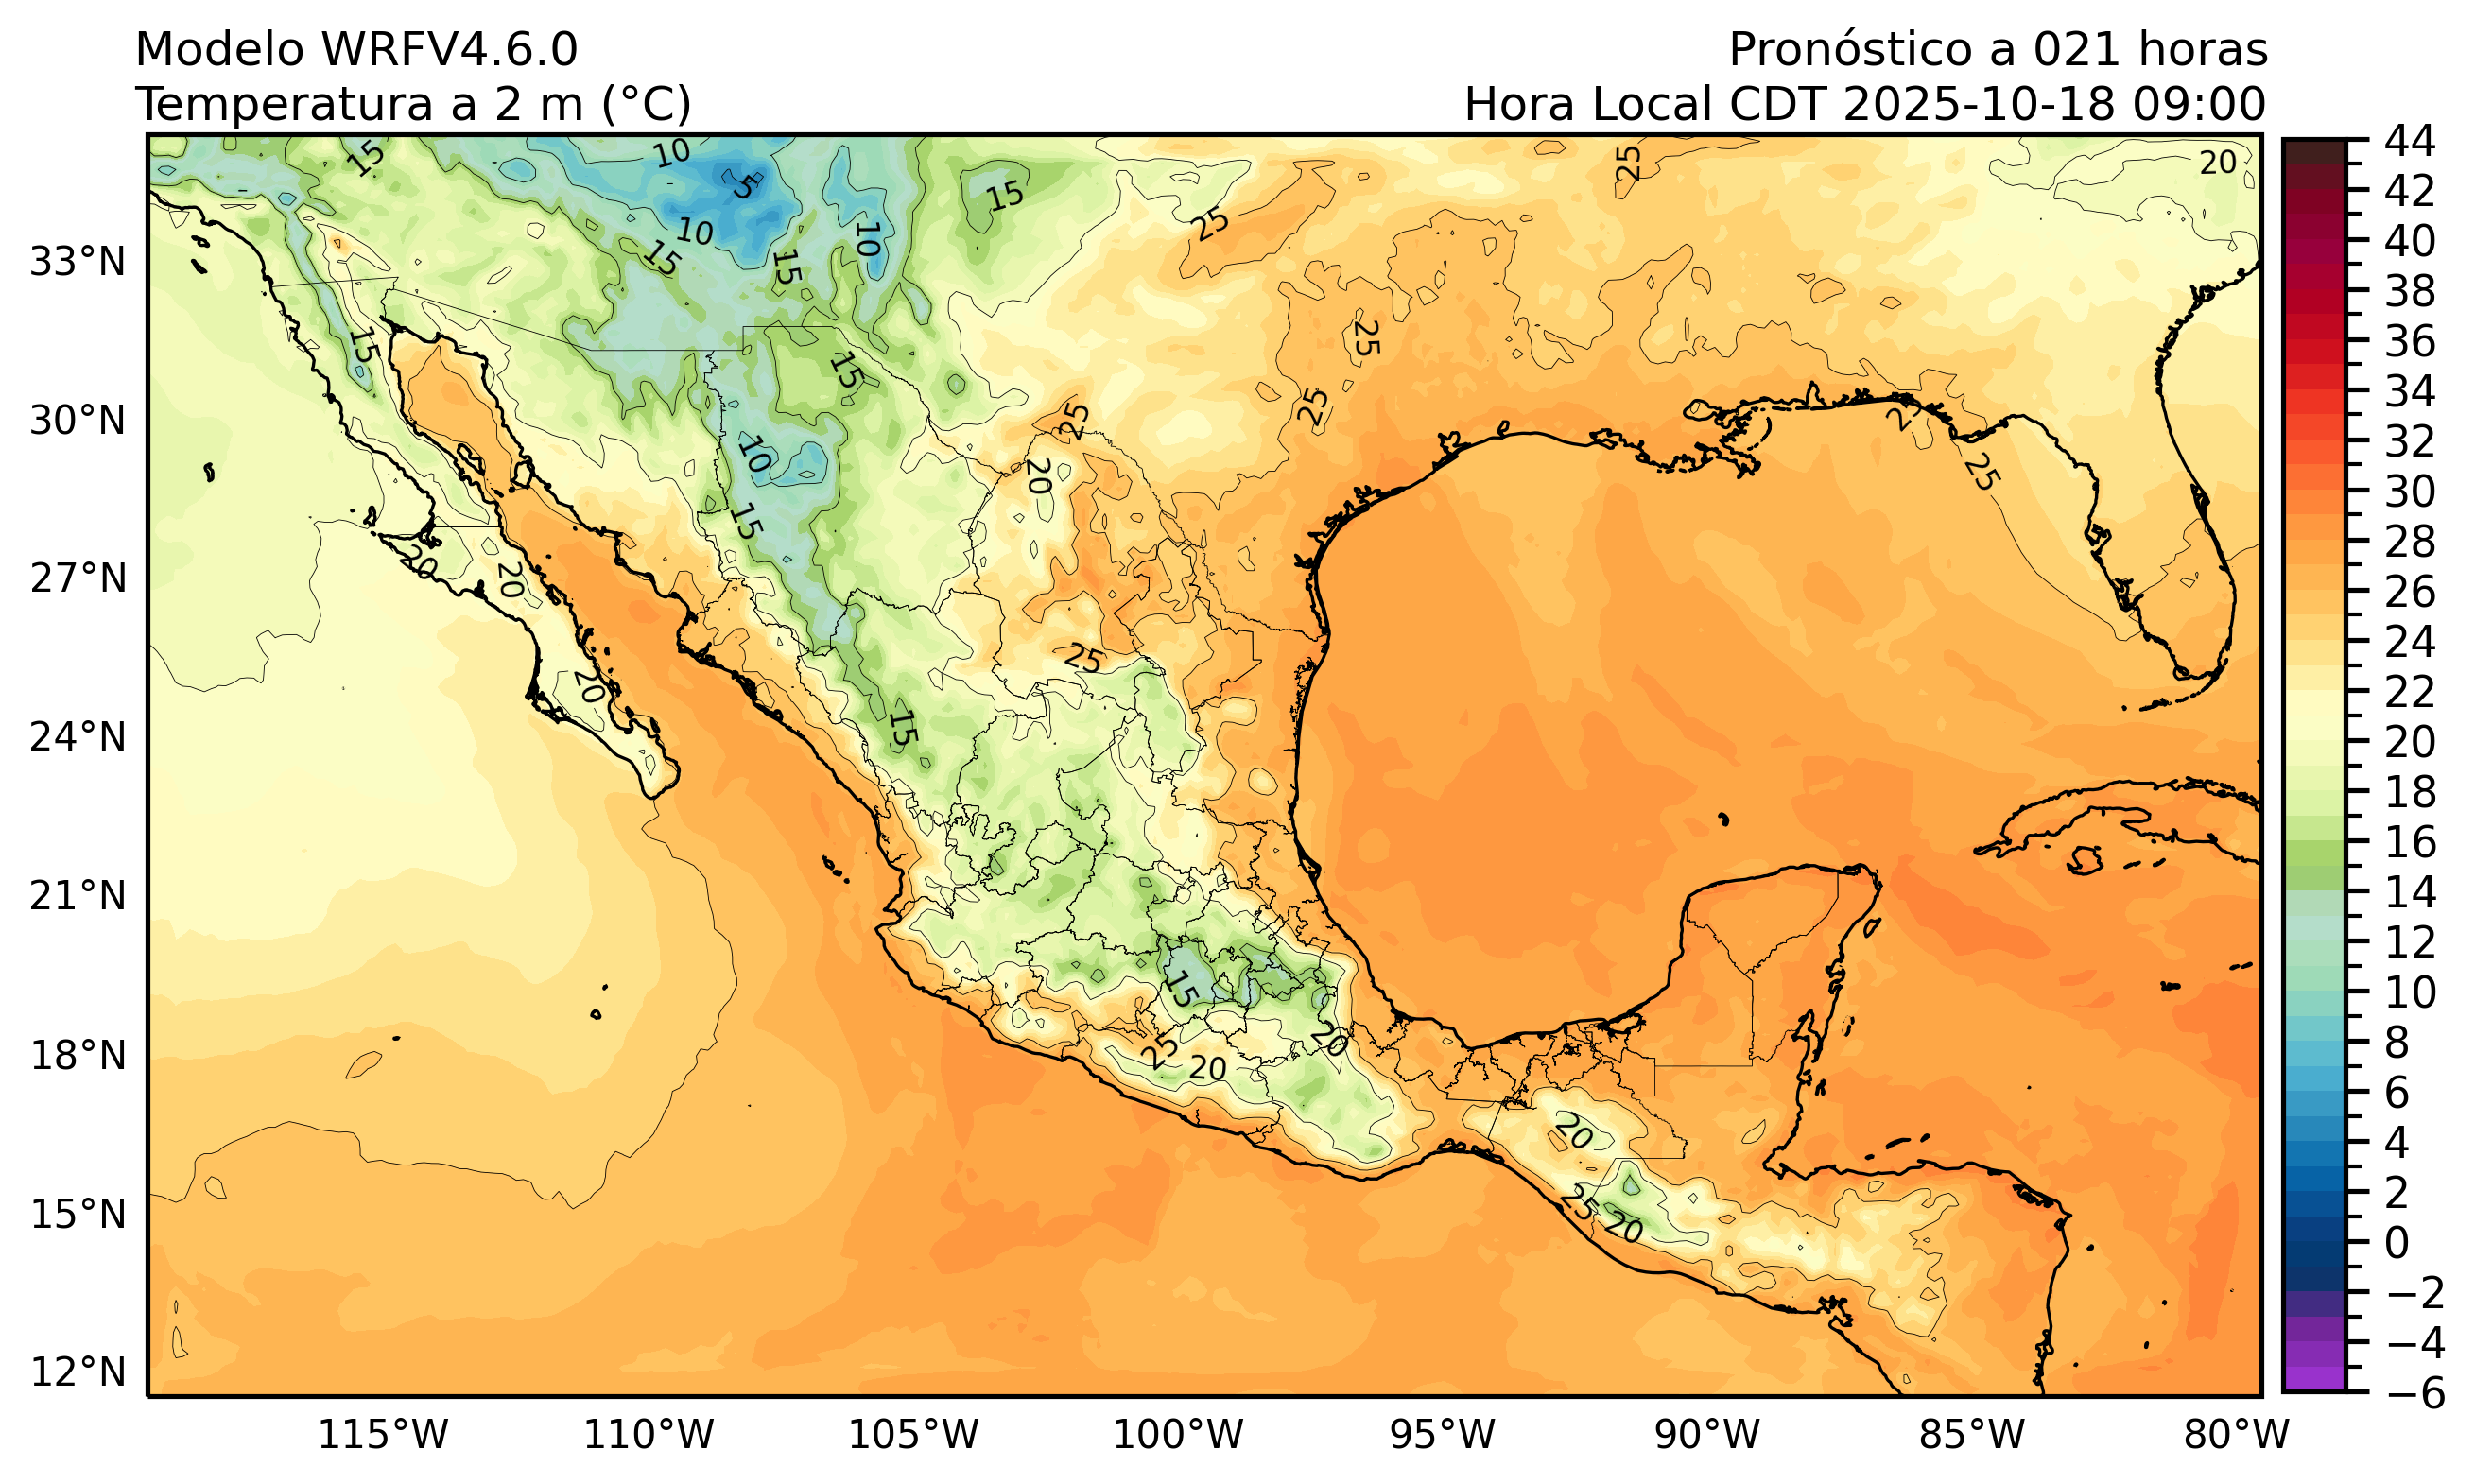 Modelo WRFV4.6.0
Pronóstico a 021 horas
Temperatura a 2 m (°C)
Hora Local CDT 2025-10-18 09:00
33°N
30°N
27°N
24°N
21°N
18°N
15°N
12°N
115°W
110°W
105°W
100°W
95°W
90°W
85°W
80°W
44
42
40
38
36
34
32
30
28
26
24
22
20
18
16
14
12
10
8
6
4
2
0
−2
−4
−6
15
10
5
15
25
20
25
10
10
15
15
15
15
25
25
25
25
10
20
25
15
20
20
25
20
15
15
20
25
20
20
25
20